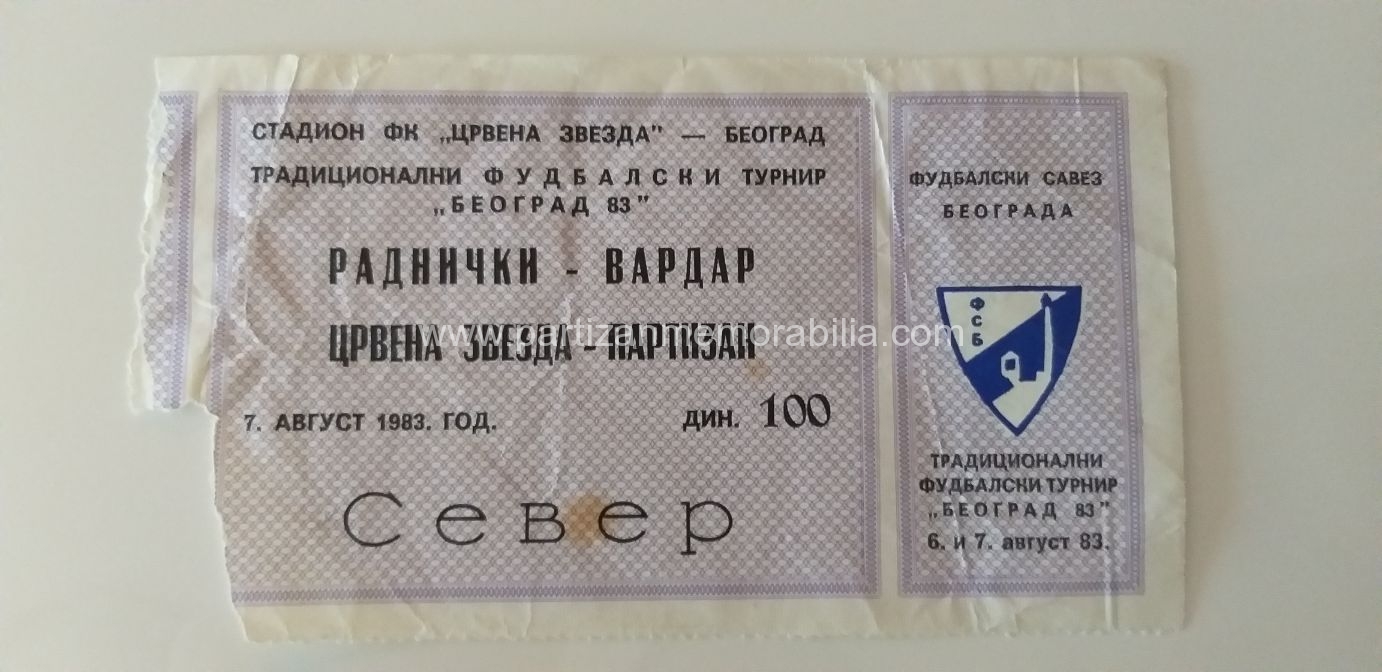 СТАДИОН ФК „ЦРВЕНА ЗВЕЗДА" — БЕОГРАД
ТРАДИЦИОНАЛНИ ФУДБАЛСКИ ТУРНИР
„БЕОГРАД 83"
РАДНИЧКИ - ВАРДАР
ЦРВЕНА ЗВЕЗДА - ПАРТИЗАН
www.partizanmemorabilia.com
7. АВГУСТ 1983. ГОД. ДИН. 100
Север
ФУДБАЛСКИ САВЕЗ
БЕОГРАДА
ФСБ
ТРАДИЦИОНАЛНИ
ФУДБАЛСКИ ТУРНИР
„БЕОГРАД 83"
6. и 7. август 83.